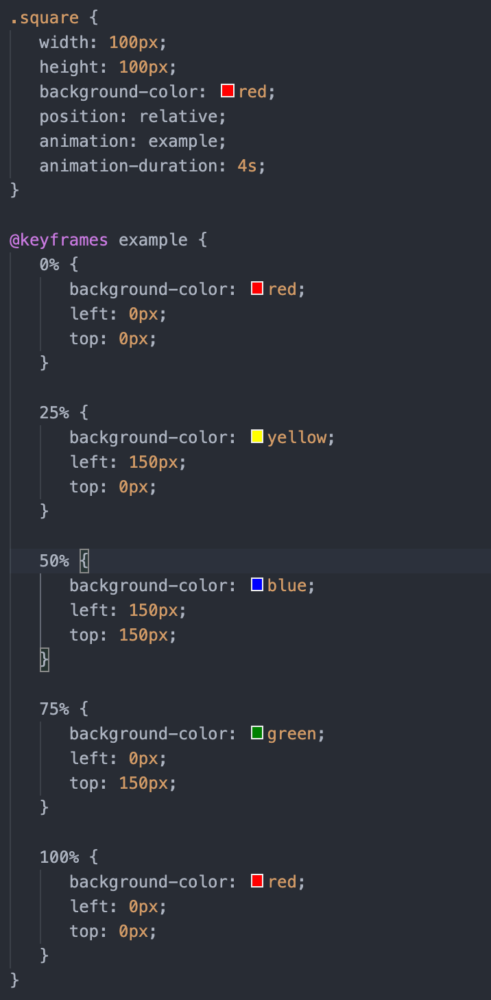 .square {
   width: 100px;
   height: 100px;
   background-color: red;
   position: relative;
   animation: example;
   animation-duration: 4s;
}

@keyframes example {
   0% {
      background-color: red;
      left: 0px;
      top: 0px;
   }

   25% {
      background-color: yellow;
      left: 150px;
      top: 0px;
   }

   50% {
      background-color: blue;
      left: 150px;
      top: 150px;
   }

   75% {
      background-color: green;
      left: 0px;
      top: 150px;
   }

   100% {
      background-color: red;
      left: 0px;
      top: 0px;
   }
}